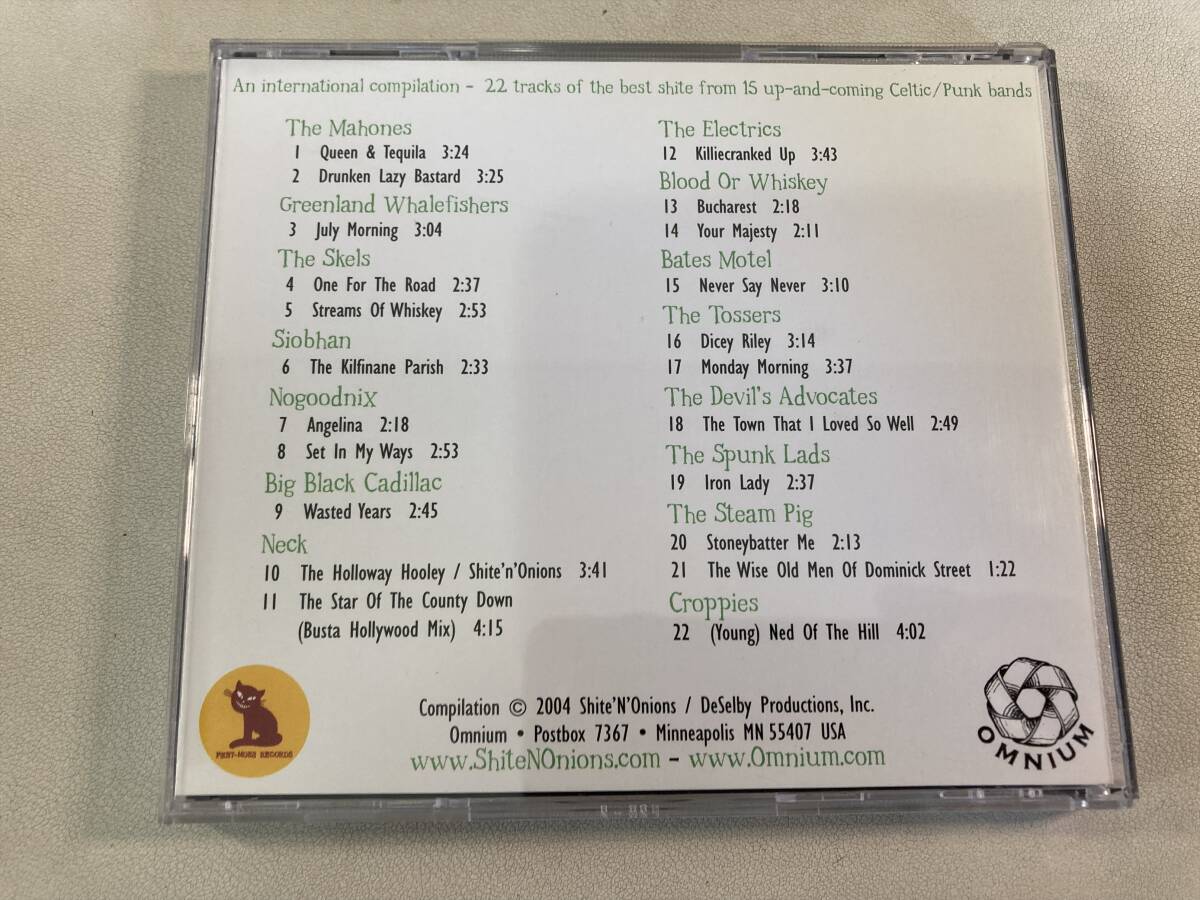 An international compilation - 22 tracks of the best shite from 15 up-and-coming Celtic/Punk bands
The Mahones
1 Queen & Tequila 3:24
2 Drunken Lazy Bastard 3:25
Greenland Whalefishers
3 July Morning 3:04
The Skels
4 One For The Road 2:37
5 Streams Of Whiskey 2:53
Siobhan
6 The Kilfinane Parish 2:33
Nogoodnix
7 Angelina 2:18
8 Set In My Ways 2:53
Big Black Cadillac
9 Wasted Years 2:45
Neck
10 The Holloway Hooley / Shite'n'Onions 3:41
11 The Star Of The County Down
(Busta Hollywood Mix) 4:15
The Electrics
12 Killiecranked Up 3:43
Blood Or Whiskey
13 Bucharest 2:18
14 Your Majesty 2:11
Bates Motel
15 Never Say Never 3:10
The Tossers
16 Dicey Riley 3:14
17 Monday Morning 3:37
The Devil's Advocates
18 The Town That I Loved So Well 2:49
The Spunk Lads
19 Iron Lady 2:37
The Steam Pig
20 Stoneybatter Me 2:13
21 The Wise Old Men Of Dominick Street 1:22
Croppies
22 (Young) Ned Of The Hill 4:02
Compilation © 2004 Shite'N'Onions / DeSelby Productions, Inc.
Omnium • Postbox 7367 • Minneapolis MN 55407 USA
www.ShiteNOnions.com - www.Omnium.com
RECORDS
OMNIUM